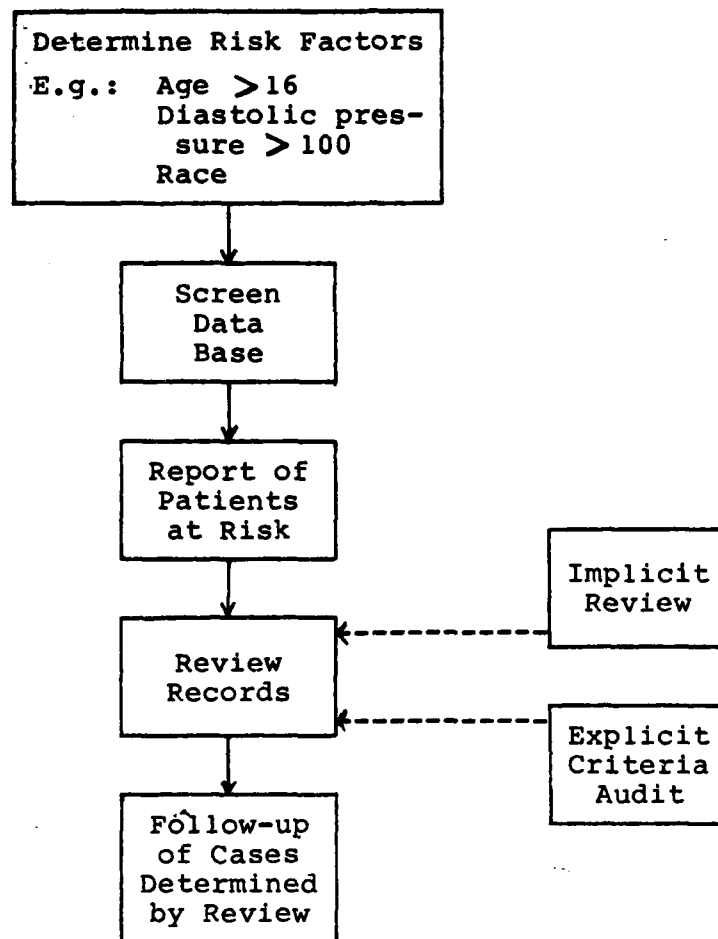 Determine Risk Factors
E.g.: Age >16
Diastolic pres-
sure > 100
Race
Screen
Data
Base
Report of
Patients
at Risk
Implicit
Review
Review
Records
Explicit
Criteria
Audit
Follow-up
of Cases
Determined
by Review